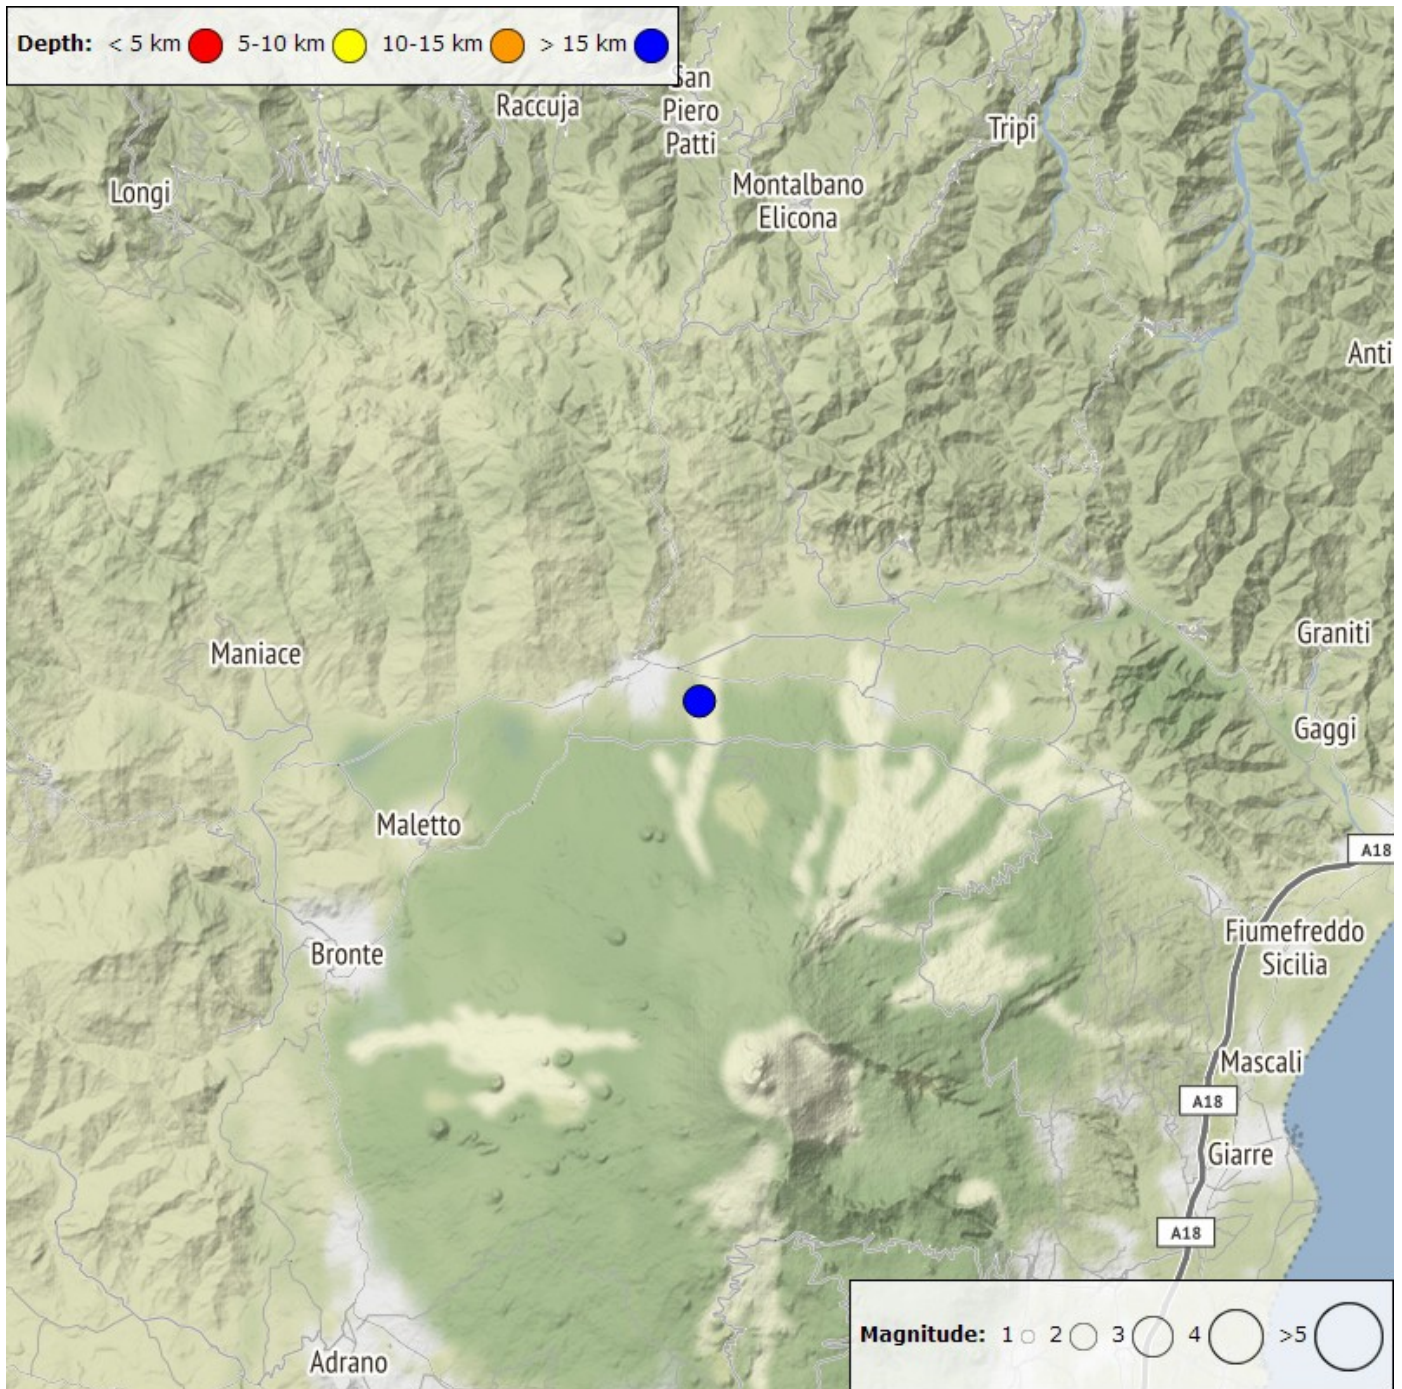 Depth: < 5 km 5-10 km 10-15 km > 15 km
San
Piero
Patti
Raccuja
Tripi
Longi
Montalbano
Elicona
Anti
Maniace
Graniti
Gaggi
Maletto
A18
Bronte
Fiumefreddo
Sicilia
Mascali
A18
Giarre
A18
Magnitude: 1 2 3 4 >5
Adrano